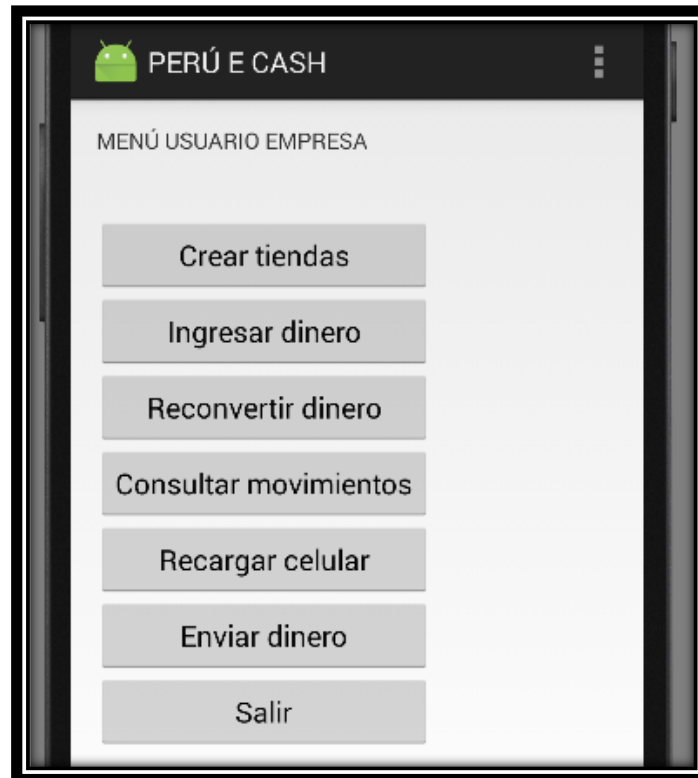 PERÚ E CASH
MENÚ USUARIO EMPRESA
Crear tiendas
Ingresar dinero
Reconvertir dinero
Consultar movimientos
Recargar celular
Enviar dinero
Salir